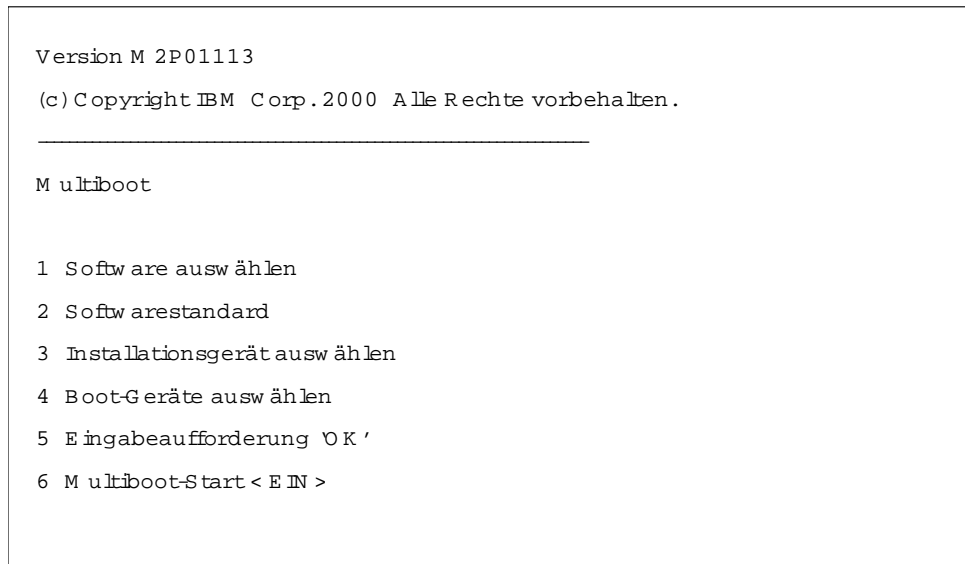 Version M2P01113
(c) Copyright IBM Corp. 2000 Alle Rechte vorbehalten.
Multiboot
1 Software auswählen
2 Softwarestandard
3 Installationsgerät auswählen
4 Boot-Geräte auswählen
5 Eingabeaufforderung 'OK'
6 Multiboot-Start <EIN>